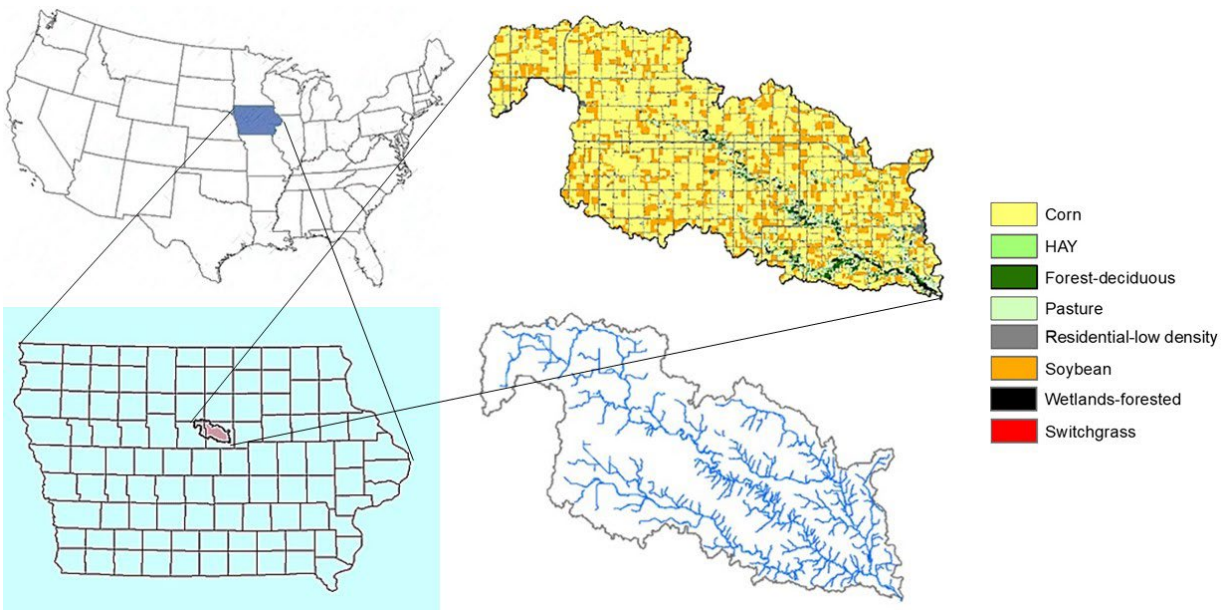 Corn
HAY
Forest-deciduous
Pasture
Residential-low density
Soybean
Wetlands-forested
Switchgrass